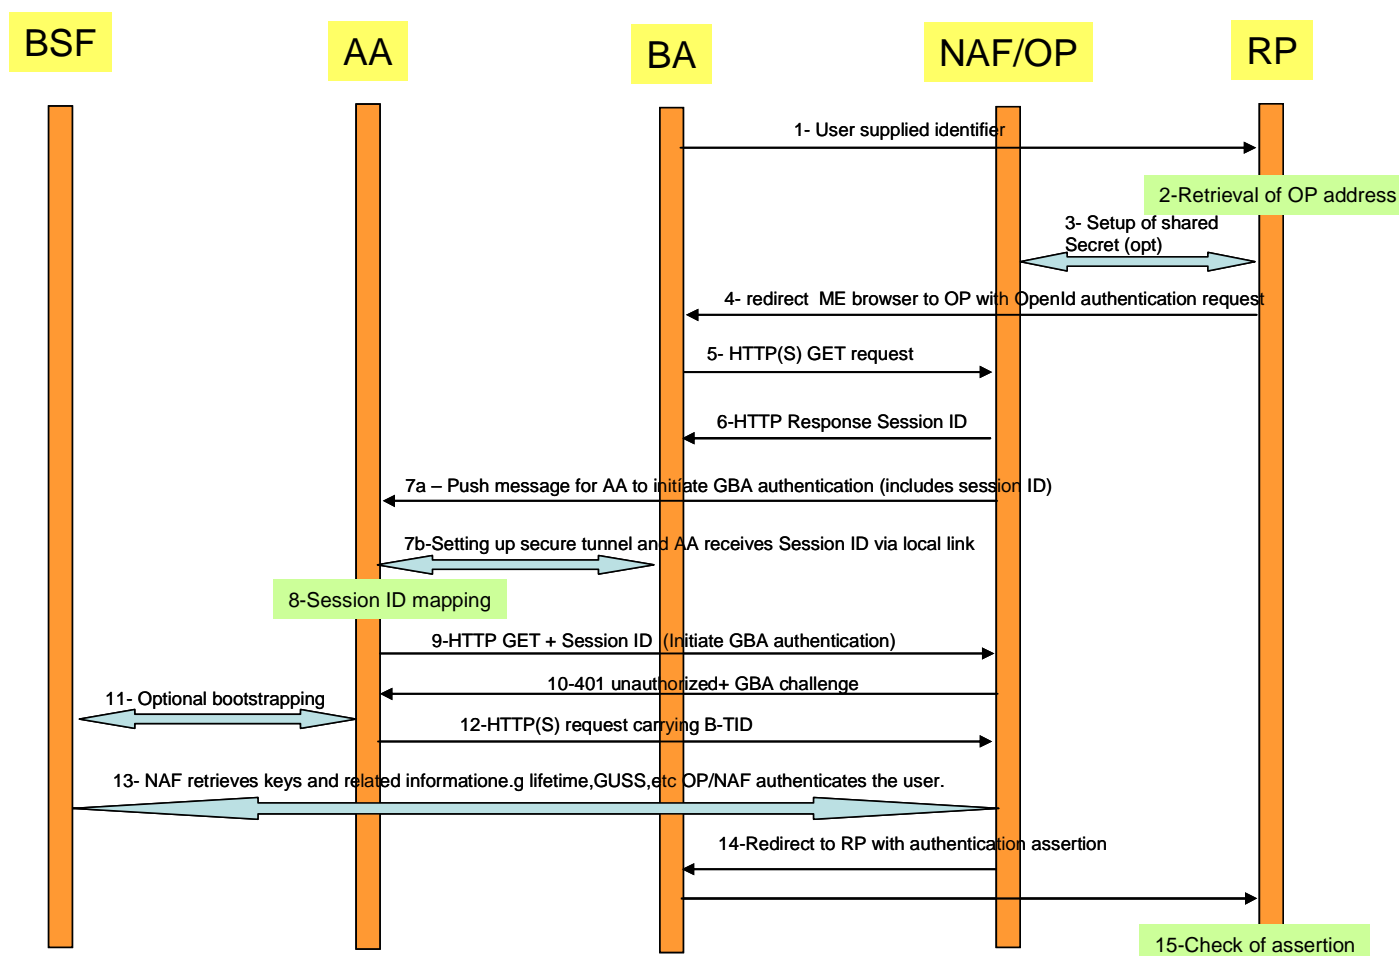 BSF
AA
BA
NAF/OP
RP
1- User supplied identifier
2-Retrieval of OP address
3- Setup of shared
Secret (opt)
4- redirect  ME browser to OP with OpenId authentication request
5- HTTP(S) GET request
6-HTTP Response Session ID
7a – Push message for AA to initiate GBA authentication (includes session ID)
7b-Setting up secure tunnel and AA receives Session ID via local link
8-Session ID mapping
9-HTTP GET + Session ID  (Initiate GBA authentication)
10-401 unauthorized+ GBA challenge
11- Optional bootstrapping
12-HTTP(S) request carrying B-TID
13- NAF retrieves keys and related informatione.g lifetime,GUSS,etc OP/NAF authenticates the user.
14-Redirect to RP with authentication assertion
15-Check of assertion